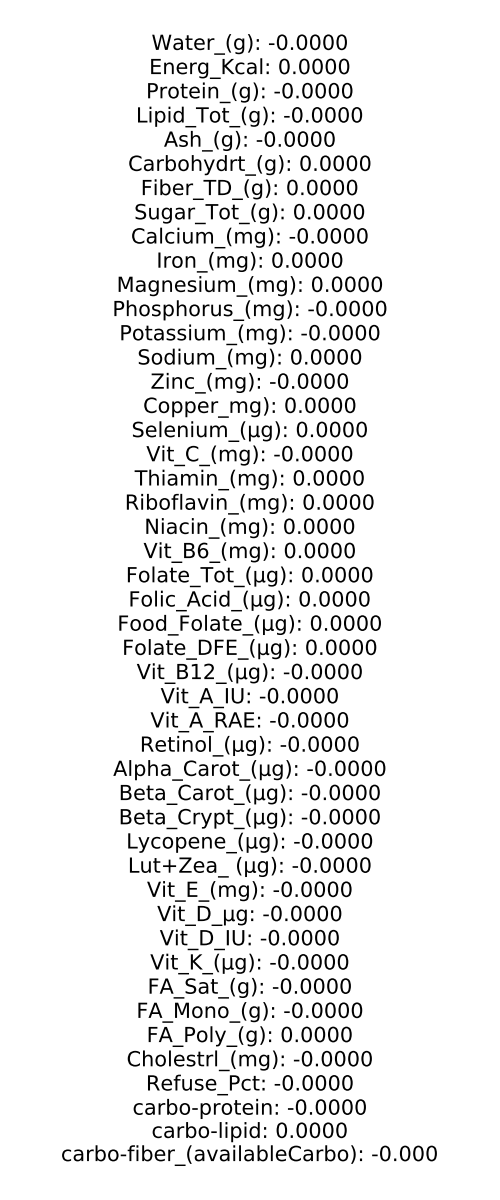 Water_(g): -0.0000
Energ_Kcal: 0.0000
Protein_(g): -0.0000
Lipid_Tot_(g): -0.0000
Ash_(g): -0.0000
Carbohydrt_(g): 0.0000
Fiber_TD_(g): 0.0000
Sugar_Tot_(g): 0.0000
Calcium_(mg): -0.0000
Iron_(mg): 0.0000
Magnesium_(mg): 0.0000
Phosphorus_(mg): -0.0000
Potassium_(mg): -0.0000
Sodium_(mg): 0.0000
Zinc_(mg): -0.0000
Copper_mg): 0.0000
Selenium_(µg): 0.0000
Vit_C_(mg): -0.0000
Thiamin_(mg): 0.0000
Riboflavin_(mg): 0.0000
Niacin_(mg): 0.0000
Vit_B6_(mg): 0.0000
Folate_Tot_(µg): 0.0000
Folic_Acid_(µg): 0.0000
Food_Folate_(µg): 0.0000
Folate_DFE_(µg): 0.0000
Vit_B12_(µg): -0.0000
Vit_A_IU: -0.0000
Vit_A_RAE: -0.0000
Retinol_(µg): -0.0000
Alpha_Carot_(µg): -0.0000
Beta_Carot_(µg): -0.0000
Beta_Crypt_(µg): -0.0000
Lycopene_(µg): -0.0000
Lut+Zea_ (µg): -0.0000
Vit_E_(mg): -0.0000
Vit_D_µg: -0.0000
Vit_D_IU: -0.0000
Vit_K_(µg): -0.0000
FA_Sat_(g): -0.0000
FA_Mono_(g): -0.0000
FA_Poly_(g): 0.0000
Cholestrl_(mg): -0.0000
Refuse_Pct: -0.0000
carbo-protein: -0.0000
carbo-lipid: 0.0000
carbo-fiber_(availableCarbo): -0.000